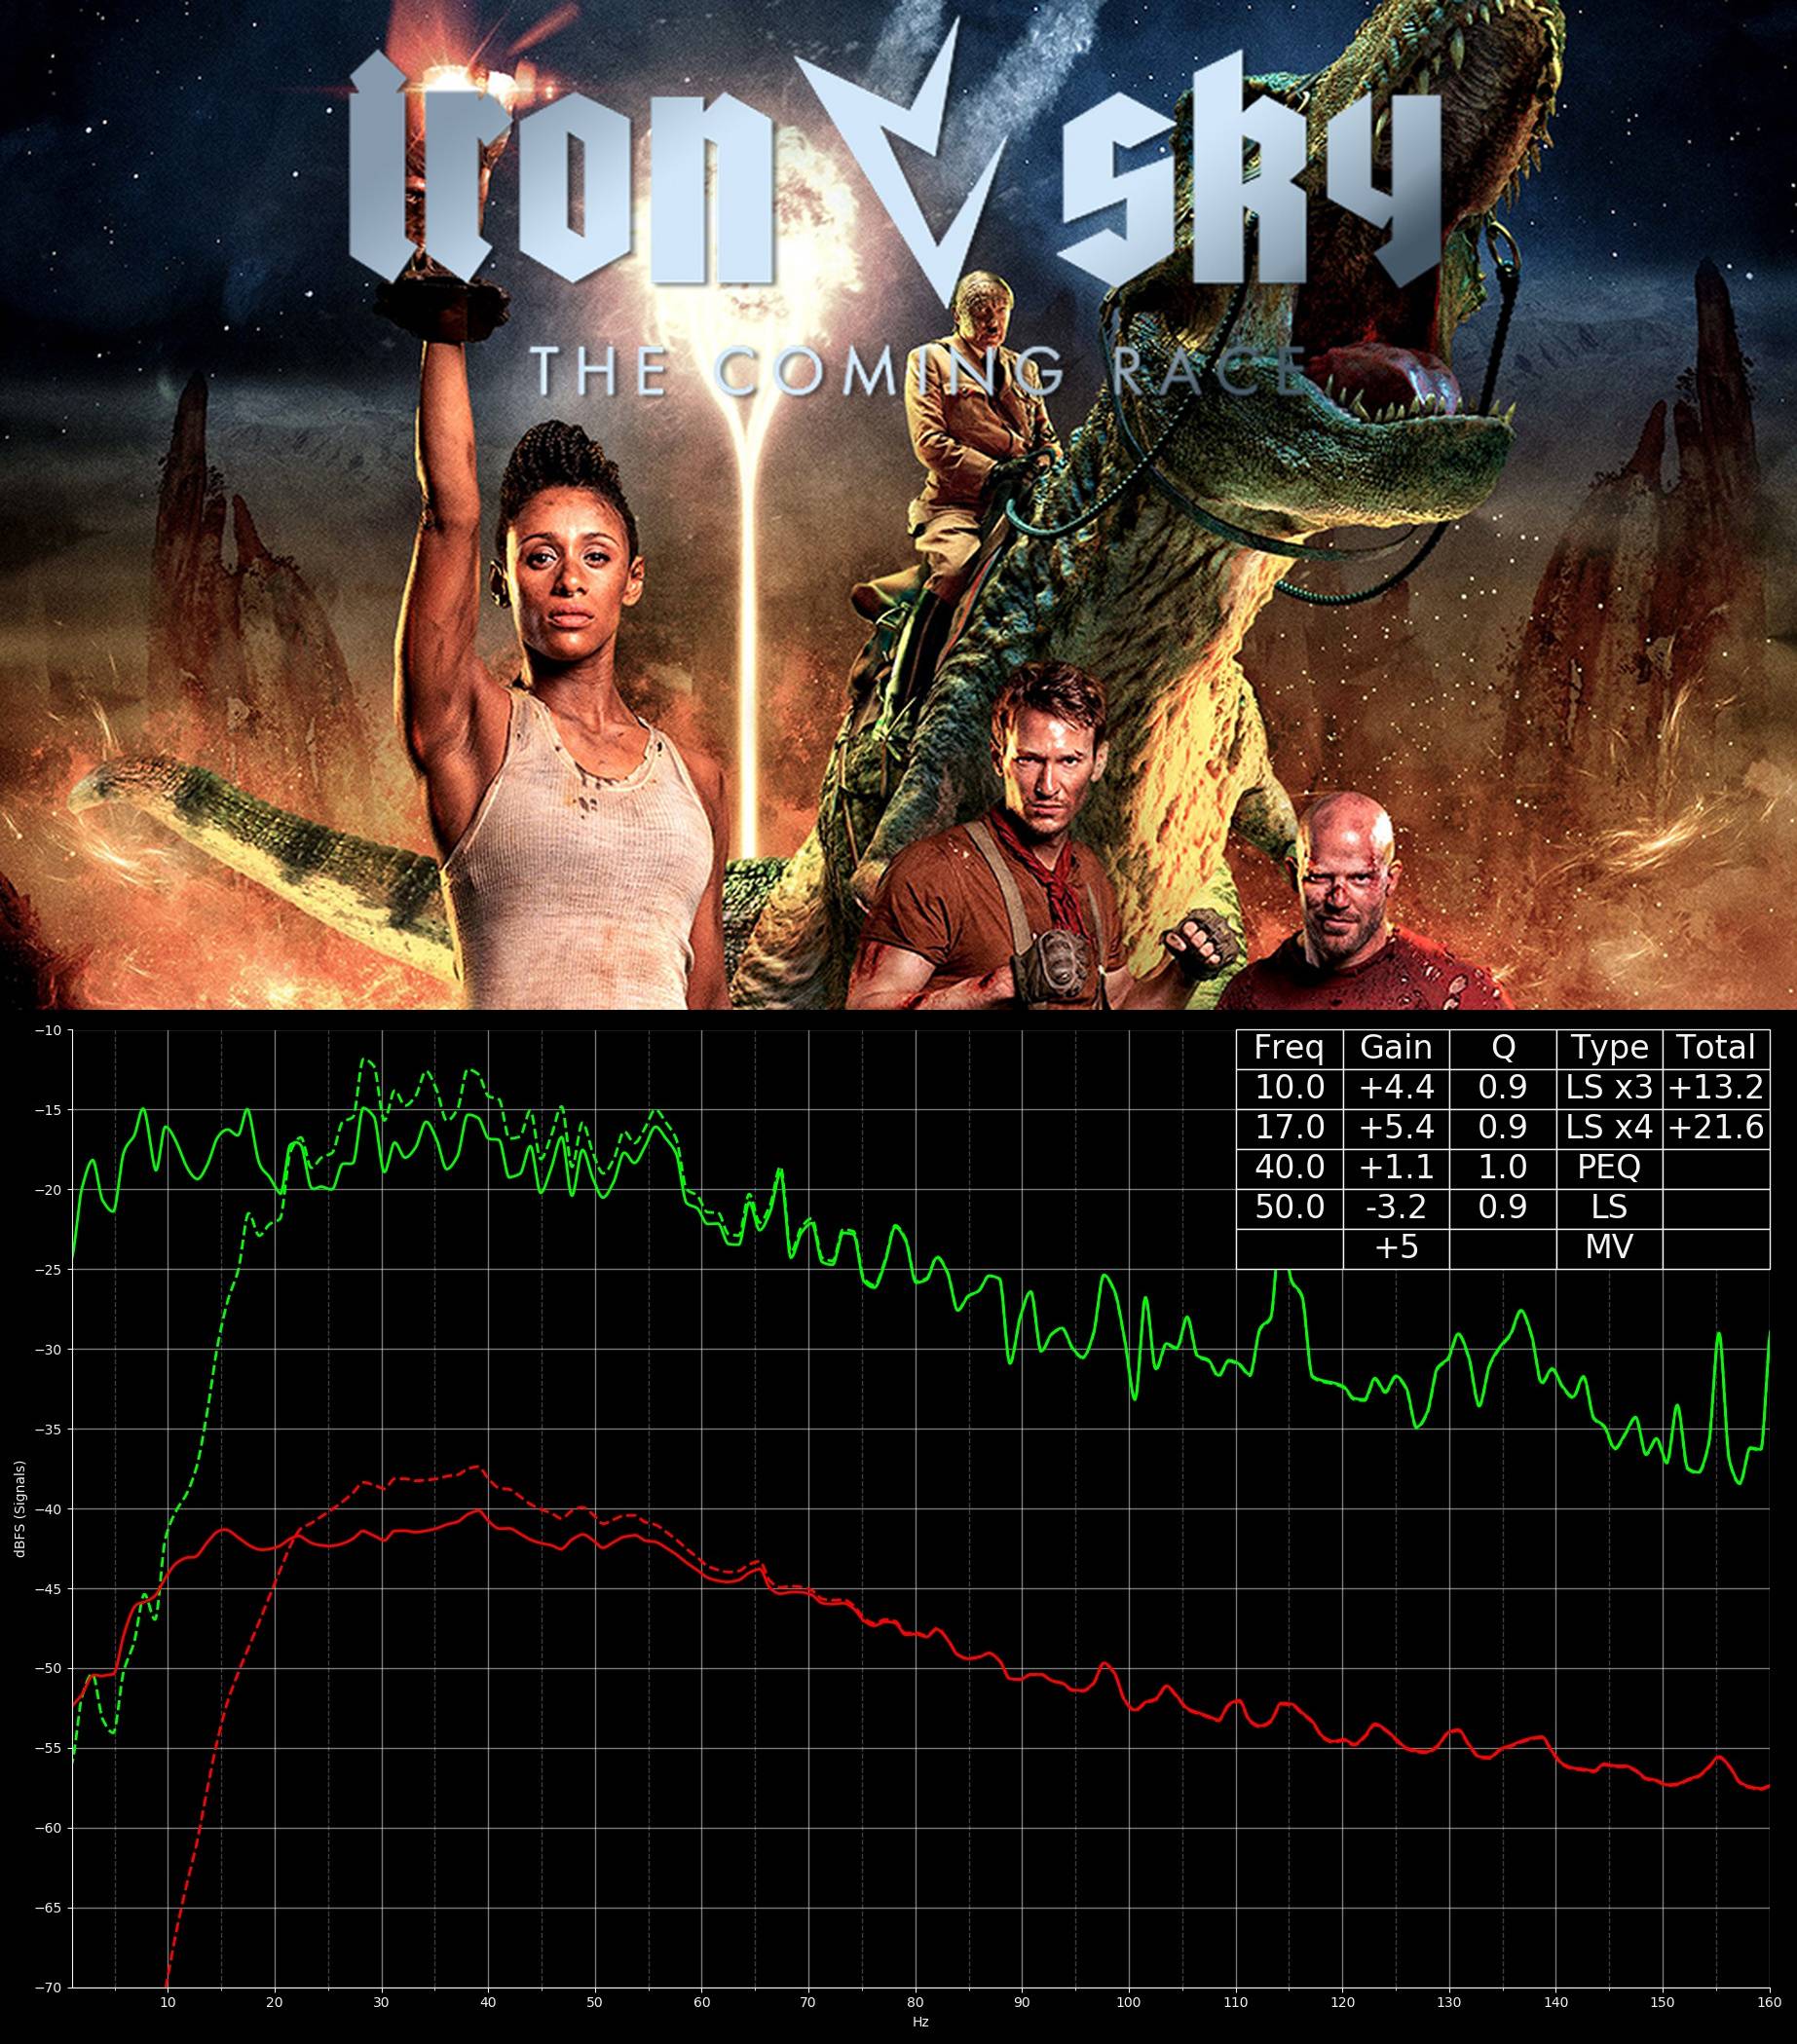 iron sky
THE COMING RACE
Freq Gain Q Type Total
10.0 +4.4 0.9 LS x3 +13.2
17.0 +5.4 0.9 LS x4 +21.6
40.0 +1.1 1.0 PEQ
50.0 -3.2 0.9 LS
+5 MV
−10
−15
−20
−25
−30
−35
−40
−45
−50
−55
−60
−65
−70
dBFS (Signals)
10 20 30 40 50 60 70 80 90 100 110 120 130 140 150 160
Hz